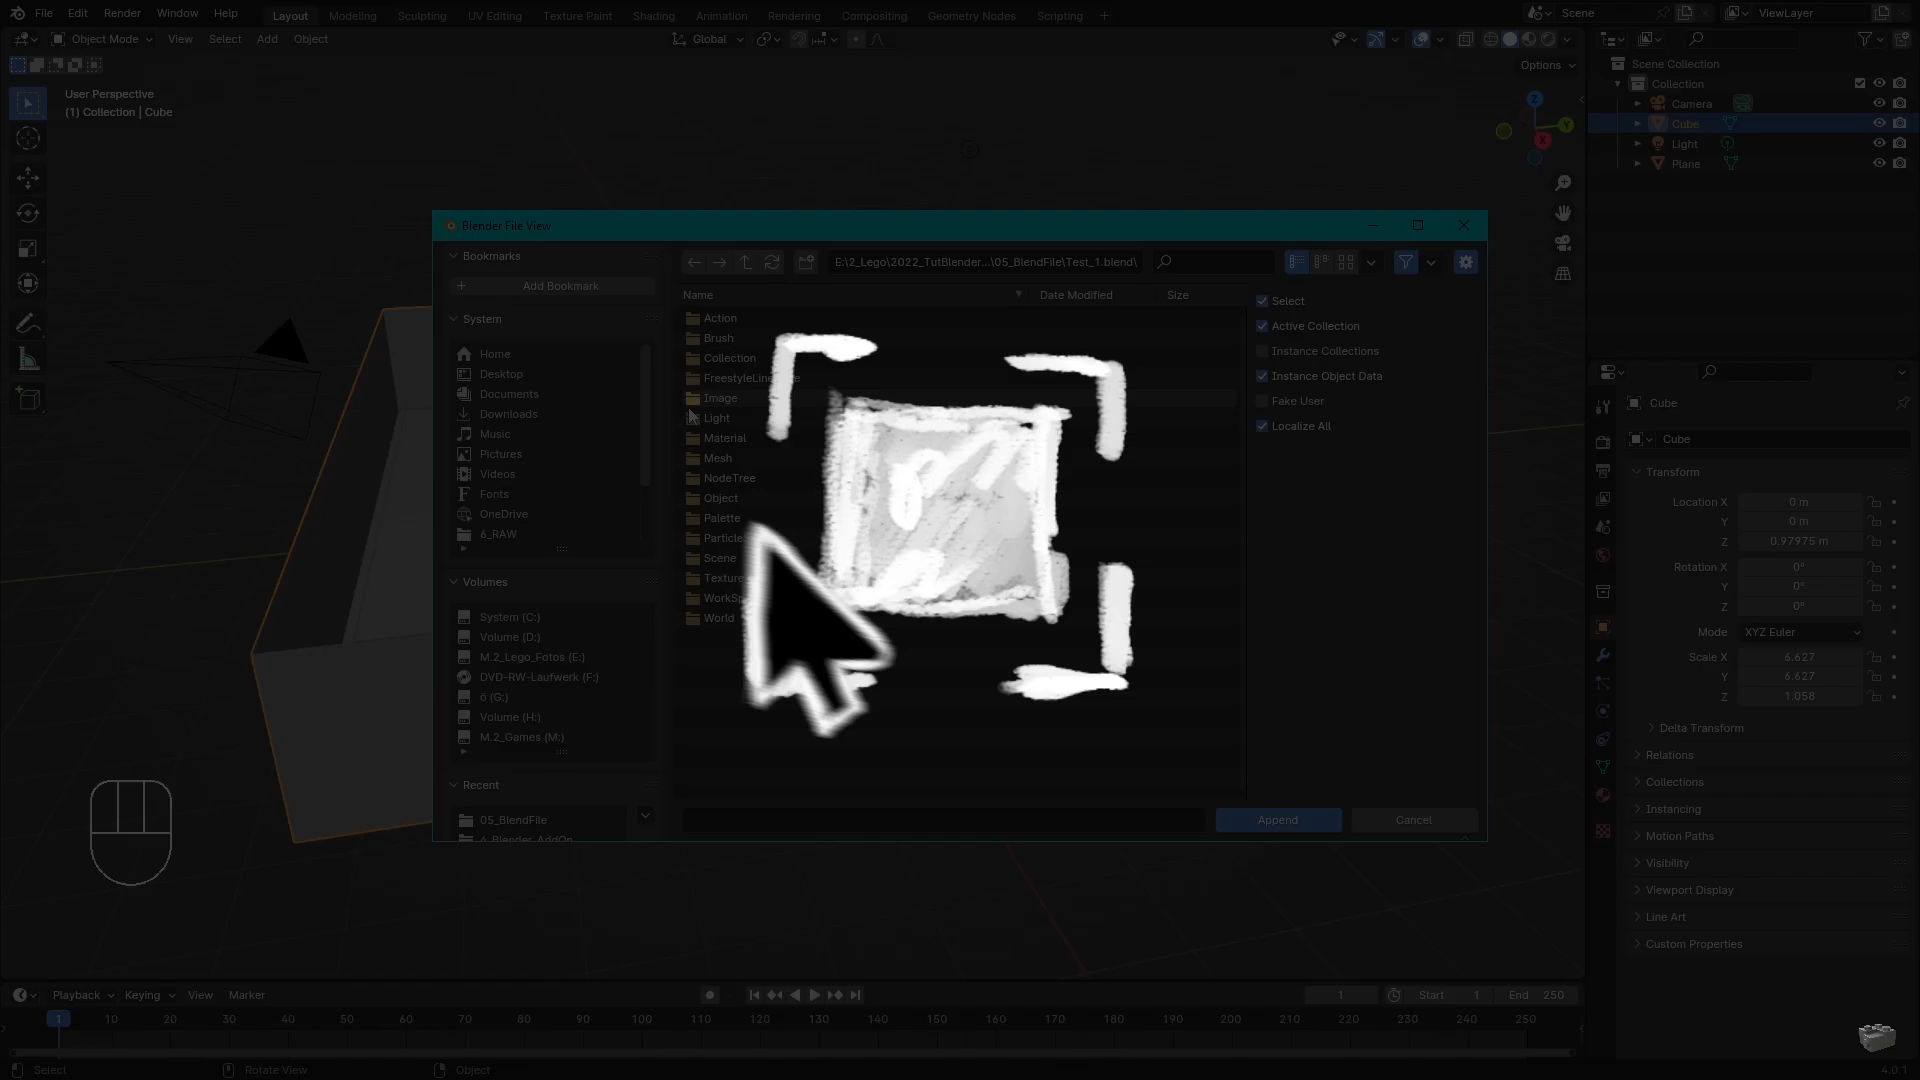 File Edit Render Window Help Layout Modeling Sculpting UV Editing Texture Paint Shading Animation Rendering Compositing Geometry Nodes Scripting + Scene ViewLayer
Object Mode View Select Add Object Global
Options
User Perspective
(1) Collection | Cube
Scene Collection
Collection
Camera
Cube
Light
Plane
Z
Y
X
Blender File View
Bookmarks
+ Add Bookmark
System
Home
Desktop
Documents
Downloads
Music
Pictures
Videos
Fonts
OneDrive
6_RAW
Volumes
System (C:)
Volume (D:)
M.2_Lego_Fotos (E:)
DVD-RW-Laufwerk (F:)
ö (G:)
Volume (H:)
M.2_Games (M:)
Recent
05_BlendFile
6_Blender_AddOn
E:\2_Lego\2022_TutBlender...\05_BlendFile\Test_1.blend\
Name Date Modified Size
Action
Brush
Collection
Image
Light
Material
Mesh
NodeTree
Object
Palette
Scene
Texture
World
Select
Active Collection
Instance Collections
Instance Object Data
Fake User
Localize All
Append Cancel
Cube
Cube
Transform
Location X 0 m
Y 0 m
Z 0.97975 m
Rotation X 0°
Y 0°
Z 0°
Mode XYZ Euler
Scale X 6.627
Y 6.627
Z 1.058
Delta Transform
Relations
Collections
Instancing
Motion Paths
Visibility
Viewport Display
Line Art
Custom Properties
Playback Keying View Marker 1 Start 1 End 250
1 10 20 30 40 50 60 70 80 90 100 110 120 130 140 150 160 170 180 190 200 210 220 230 240 250
Select Rotate View Object 4.0.1